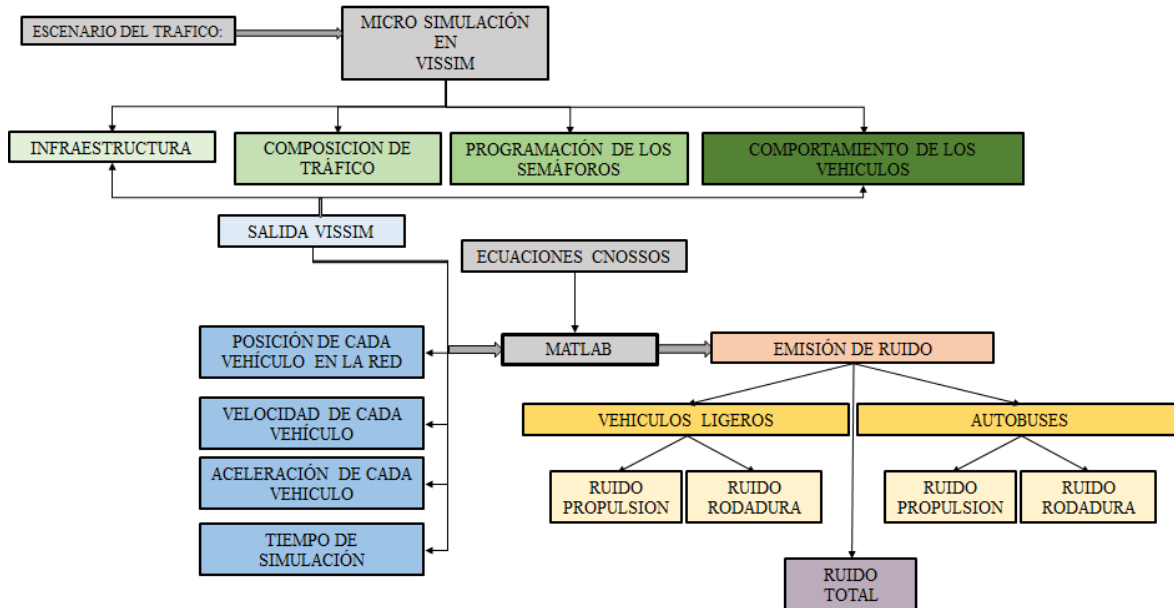 ESCENARIO DEL TRAFICO:
MICRO SIMULACIÓN
EN
VISSIM
INFRAESTRUCTURA
COMPOSICION DE
TRÁFICO
PROGRAMACIÓN DE LOS
SEMÁFOROS
COMPORTAMIENTO DE LOS
VEHICULOS
SALIDA VISSIM
ECUACIONES CNOSSOS
POSICIÓN DE CADA
VEHÍCULO EN LA RED
MATLAB
EMISIÓN DE RUIDO
VELOCIDAD DE CADA
VEHÍCULO
VEHICULOS LIGEROS
AUTOBUSES
ACELERACIÓN DE CADA
VEHICULO
RUIDO
PROPULSION
RUIDO
RODADURA
RUIDO
PROPULSION
RUIDO
RODADURA
TIEMPO DE
SIMULACIÓN
RUIDO
TOTAL